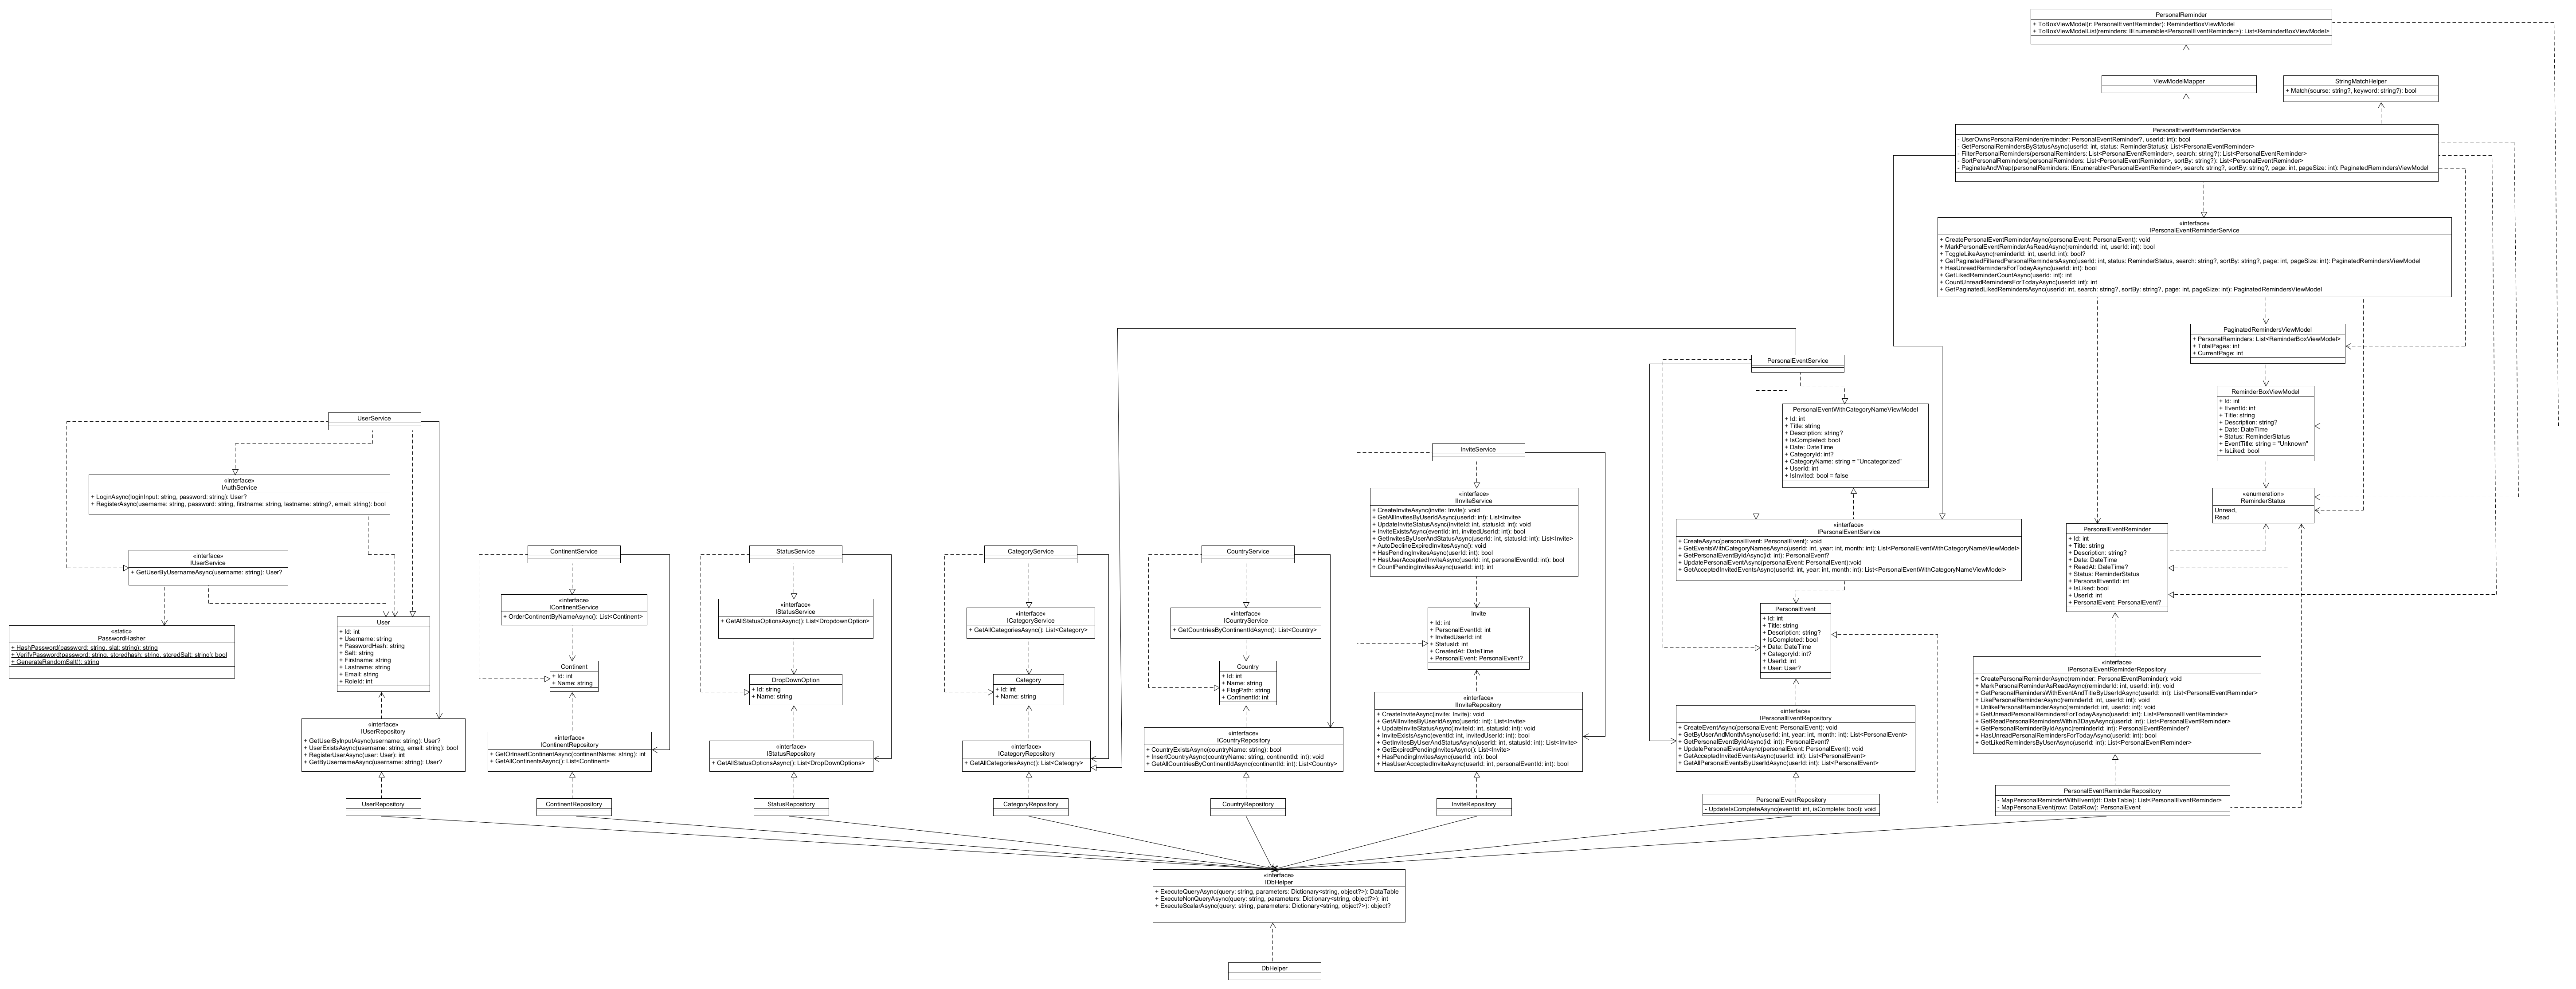 PersonalReminder
+ ToBoxViewModel(r: PersonalEventReminder): ReminderBoxViewModel
+ ToBoxViewModelList(reminders: IEnumerable<PersonalEventReminder>): List<ReminderBoxViewModel>
ViewModelMapper
StringMatchHelper
+ Match(sourse: string?, keyword: string?): bool
PersonalEventReminderService
- UserOwnsPersonalReminder(reminder: PersonalEventReminder?, userId: int): bool
- GetPersonalRemindersByStatusAsync(userId: int, status: ReminderStatus): List<PersonalEventReminder>
- FilterPersonalReminders(personalReminders: List<PersonalEventReminder>, search: string?): List<PersonalEventReminder>
- SortPersonalReminders(personalReminders: List<PersonalEventReminder>, sortBy: string?): List<PersonalEventReminder>
- PaginateAndWrap(personalReminders: IEnumerable<PersonalEventReminder>, search: string?, sortBy: string?, page: int, pageSize: int): PaginatedRemindersViewModel
«interface»
IPersonalEventReminderService
+ CreatePersonalEventReminderAsync(personalEvent: PersonalEvent): void
+ MarkPersonalEventReminderAsReadAsync(reminderId: int, userId: int): bool
+ ToggleLikeAsync(reminderId: int, userId: int): bool?
+ GetPaginatedFilteredPersonalRemindersAsync(userId: int, status: ReminderStatus, search: string?, sortBy: string?, page: int, pageSize: int): PaginatedRemindersViewModel
+ HasUnreadRemindersForTodayAsync(userId: int): bool
+ GetLikedReminderCountAsync(userId: int): int
+ CountUnreadRemindersForTodayAsync(userId: int): int
+ GetPaginatedLikedRemindersAsync(userId: int, search: string?, sortBy: string?, page: int, pageSize: int): PaginatedRemindersViewModel
PaginatedRemindersViewModel
+ PersonalReminders: List<ReminderBoxViewModel>
+ TotalPages: int
+ CurrentPage: int
ReminderBoxViewModel
+ Id: int
+ EventId: int
+ Title: string
+ Description: string?
+ Date: DateTime
+ Status: ReminderStatus
+ EventTitle: string = "Unknown"
+ IsLiked: bool
«enumeration»
ReminderStatus
Unread,
Read
PersonalEventService
PersonalEventWithCategoryNameViewModel
+ Id: int
+ Title: string
+ Description: string?
+ IsCompleted: bool
+ Date: DateTime
+ CategoryId: int?
+ CategoryName: string = "Uncategorized"
+ UserId: int
+ IsInvited: bool = false
UserService
«interface»
IAuthService
+ LoginAsync(loginInput: string, password: string): User?
+ RegisterAsync(username: string, password: string, firstname: string, lastname: string?, email: string): bool
«interface»
IUserService
+ GetUserByUsernameAsync(username: string): User?
«static»
PasswordHasher
+ HashPassword(password: string, slat: string): string
+ VerifyPassword(password: string, storedhash: string, storedSalt: string): bool
+ GenerateRandomSalt(): string
User
+ Id: int
+ Username: string
+ PasswordHash: string
+ Salt: string
+ Firstname: string
+ Lastname: string
+ Email: string
+ RoleId: int
«interface»
IUserRepository
+ GetUserByInputAsync(username: string): User?
+ UserExistsAsync(username: string, email: string): bool
+ RegisterUserAsync(user: User): int
+ GetByUsernameAsync(username: string): User?
UserRepository
ContinentService
«interface»
IContinentService
+ OrderContinentByNameAsync(): List<Continent>
Continent
+ Id: int
+ Name: string
«interface»
IContinentRepository
+ GetOrInsertContinentAsync(continentName: string): int
+ GetAllContinentsAsync(): List<Continent>
ContinentRepository
StatusService
«interface»
IStatusService
+ GetAllStatusOptionsAsync(): List<DropdownOption>
DropDownOption
+ Id: string
+ Name: string
«interface»
IStatusRepository
+ GetAllStatusOptionsAsync(): List<DropDownOptions>
StatusRepository
CategoryService
«interface»
ICategoryService
+ GetAllCategoriesAsync(): List<Category>
Category
+ Id: int
+ Name: string
«interface»
ICategoryRepository
+ GetAllCategoriesAsync(): List<Cateogry>
CategoryRepository
CountryService
«interface»
ICountryService
+ GetCountriesByContinentIdAsync(): List<Country>
Country
+ Id: int
+ Name: string
+ FlagPath: string
+ ContinentId: int
«interface»
ICountryRepository
+ CountryExistsAsync(countryName: string): bool
+ InsertCountryAsync(countryName: string, continentId: int): void
+ GetAllCountriesByContinentIdAsync(continentId: int): List<Country>
CountryRepository
InviteService
«interface»
IInviteService
+ CreateInviteAsync(invite: Invite): void
+ GetAllInvitesByUserIdAsync(userId: int): List<Invite>
+ UpdateInviteStatusAsync(inviteId: int, statusId: int): void
+ InviteExistsAsync(eventId: int, invitedUserId: int): bool
+ GetInvitesByUserAndStatusAsync(userId: int, statusId: int): List<Invite>
+ AutoDeclineExpiredInvitesAsync(): void
+ HasPendingInvitesAsync(userId: int): bool
+ HasUserAcceptedInviteAsync(userId: int, personalEventId: int): bool
+ CountPendingInvitesAsync(userId: int): int
Invite
+ Id: int
+ PersonalEventId: int
+ InvitedUserId: int
+ StatusId: int
+ CreatedAt: DateTime
+ PersonalEvent: PersonalEvent?
«interface»
IInviteRepository
+ CreateInviteAsync(invite: Invite): void
+ GetAllInvitesByUserIdAsync(userId: int): List<Invite>
+ UpdateInviteStatusAsync(inviteId: int, statusId: int): void
+ InviteExistsAsync(eventId: int, invitedUserId: int): bool
+ GetInvitesByUserAndStatusAsync(userId: int, statusId: int): List<Invite>
+ GetExpiredPendingInvitesAsync(): List<Invite>
+ HasPendingInvitesAsync(userId: int): bool
+ HasUserAcceptedInviteAsync(userId: int, personalEventId: int): bool
InviteRepository
«interface»
IPersonalEventService
+ CreateAsync(personalEvent: PersonalEvent): void
+ GetEventsWithCategoryNamesAsync(userId: int, year: int, month: int): List<PersonalEventWithCategoryNameViewModel>
+ GetPersonalEventByIdAsync(id: int): PersonalEvent?
+ UpdatePersonalEventAsync(personalEvent: PersonalEvent):void
+ GetAcceptedInvitedEventsAsync(userId: int, year: int, month: int): List<PersonalEventWithCategoryNameViewModel>
PersonalEvent
+ Id: int
+ Title: string
+ Description: string?
+ IsCompleted: bool
+ Date: DateTime
+ CategoryId: int?
+ UserId: int
+ User: User?
«interface»
IPersonalEventRepository
+ CreateEventAsync(personalEvent: PersonalEvent): void
+ GetByUserAndMonthAsync(userId: int, year: int, month: int): List<PersonalEvent>
+ GetPersonalEventByIdAsync(id: int): PersonalEvent?
+ UpdatePersonalEventAsync(personalEvent: PersonalEvent): void
+ GetAcceptedInvitedEventsAsync(userId: int): List<PersonalEvent>
+ GetAllPersonalEventsByUserIdAsync(userId: int): List<PersonalEvent>
PersonalEventRepository
- UpdateIsCompleteAsync(eventId: int, isComplete: bool): void
PersonalEventReminder
+ Id: int
+ Title: string
+ Description: string?
+ Date: DateTime
+ ReadAt: DateTime?
+ Status: ReminderStatus
+ PersonalEventId: int
+ IsLiked: bool
+ UserId: int
+ PersonalEvent: PersonalEvent?
«interface»
IPersonalEventReminderRepository
+ CreatePersonalReminderAsync(reminder: PersonalEventReminder): void
+ MarkPersonalReminderAsReadAsync(reminderId: int, userId: int): void
+ GetPersonalRemindersWithEventAndTitleByUserIdAsync(userId: int): List<PersonalEventReminder>
+ LikePersonalReminderAsync(reminderId: int, userId: int): void
+ UnlikePersonalReminderAsync(reminderId: int, userId: int): void
+ GetUnreadPersonalRemindersForTodayAsync(userId: int): List<PersonalEventReminder>
+ GetReadPersonalRemindersWithin3DaysAsync(userId: int): List<PersonalEventReminder>
+ GetPersonalReminderByIdAsync(reminderId: int): PersonalEventReminder?
+ HasUnreadPersonalRemindersForTodayAsync(userId: int): bool
+ GetLikedRemindersByUserAsync(userId: int): List<PersonalEventReminder>
PersonalEventReminderRepository
- MapPersonalReminderWithEvent(dt: DataTable): List<PersonalEventReminder>
- MapPersonalEvent(row: DataRow): PersonalEvent
«interface»
IDbHelper
+ ExecuteQueryAsync(query: string, parameters: Dictionary<string, object?>): DataTable
+ ExecuteNonQueryAsync(query: string, parameters: Dictionary<string, object?>): int
+ ExecuteScalarAsync(query: string, parameters: Dictionary<string, object?>): object?
DbHelper